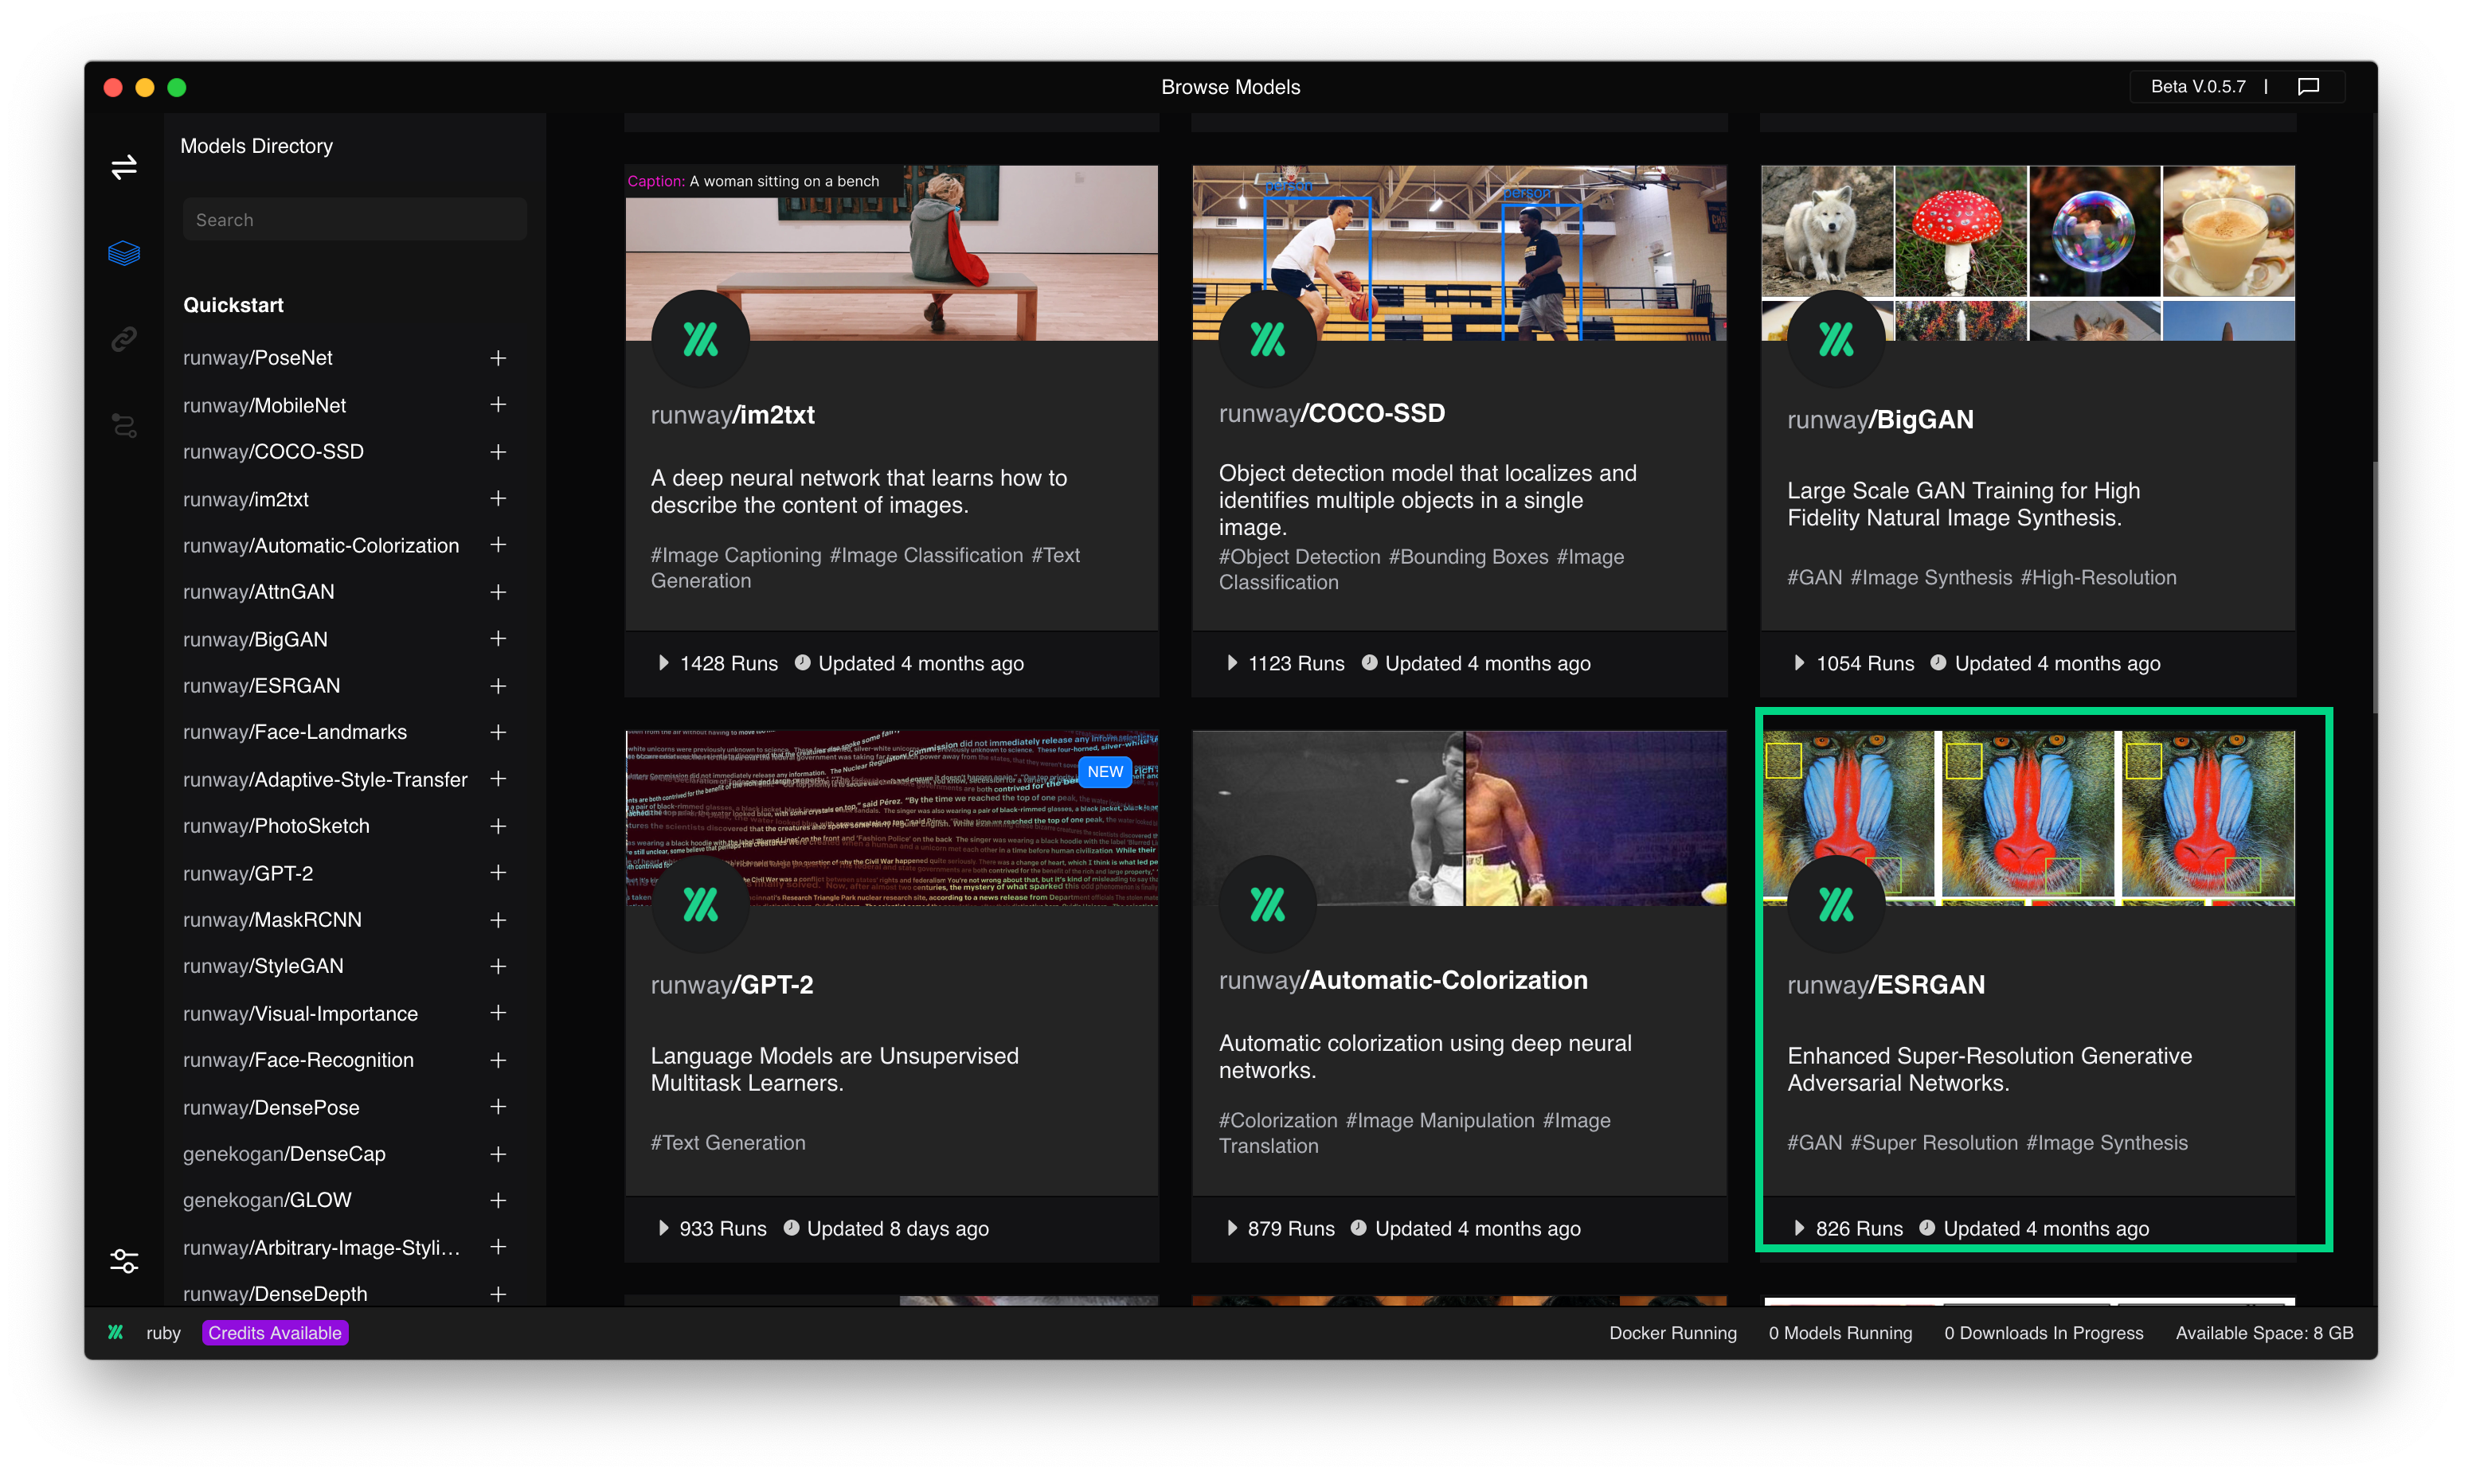 Browse Models
Beta V.0.5.7 |
Models Directory
Search
Quickstart
runway/PoseNet
runway/MobileNet
runway/COCO-SSD
runway/im2txt
runway/Automatic-Colorization
runway/AttnGAN
runway/BigGAN
runway/ESRGAN
runway/Face-Landmarks
runway/Adaptive-Style-Transfer
runway/PhotoSketch
runway/GPT-2
runway/MaskRCNN
runway/StyleGAN
runway/Visual-Importance
runway/Face-Recognition
runway/DensePose
genekogan/DenseCap
genekogan/GLOW
runway/Arbitrary-Image-Styli...
runway/DenseDepth
Caption: A woman sitting on a bench
runway/im2txt
A deep neural network that learns how to
describe the content of images.
#Image Captioning #Image Classification #Text
Generation
1428 Runs Updated 4 months ago
person
person
runway/COCO-SSD
Object detection model that localizes and
identifies multiple objects in a single
image.
#Object Detection #Bounding Boxes #Image
Classification
1123 Runs Updated 4 months ago
runway/BigGAN
Large Scale GAN Training for High
Fidelity Natural Image Synthesis.
#GAN #Image Synthesis #High-Resolution
1054 Runs Updated 4 months ago
NEW
runway/GPT-2
Language Models are Unsupervised
Multitask Learners.
#Text Generation
933 Runs Updated 8 days ago
runway/Automatic-Colorization
Automatic colorization using deep neural
networks.
#Colorization #Image Manipulation #Image
Translation
879 Runs Updated 4 months ago
runway/ESRGAN
Enhanced Super-Resolution Generative
Adversarial Networks.
#GAN #Super Resolution #Image Synthesis
826 Runs Updated 4 months ago
ruby
Credits Available
Docker Running
0 Models Running
0 Downloads In Progress
Available Space: 8 GB